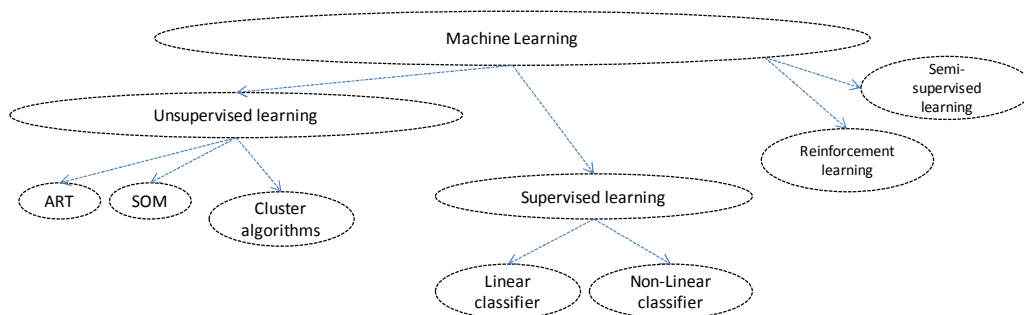 Machine Learning
Semi-
supervised
learning
Unsupervised learning
Reinforcement
learning
ART
SOM
Cluster
algorithms
Supervised learning
Linear
classifier
Non-Linear
classifier